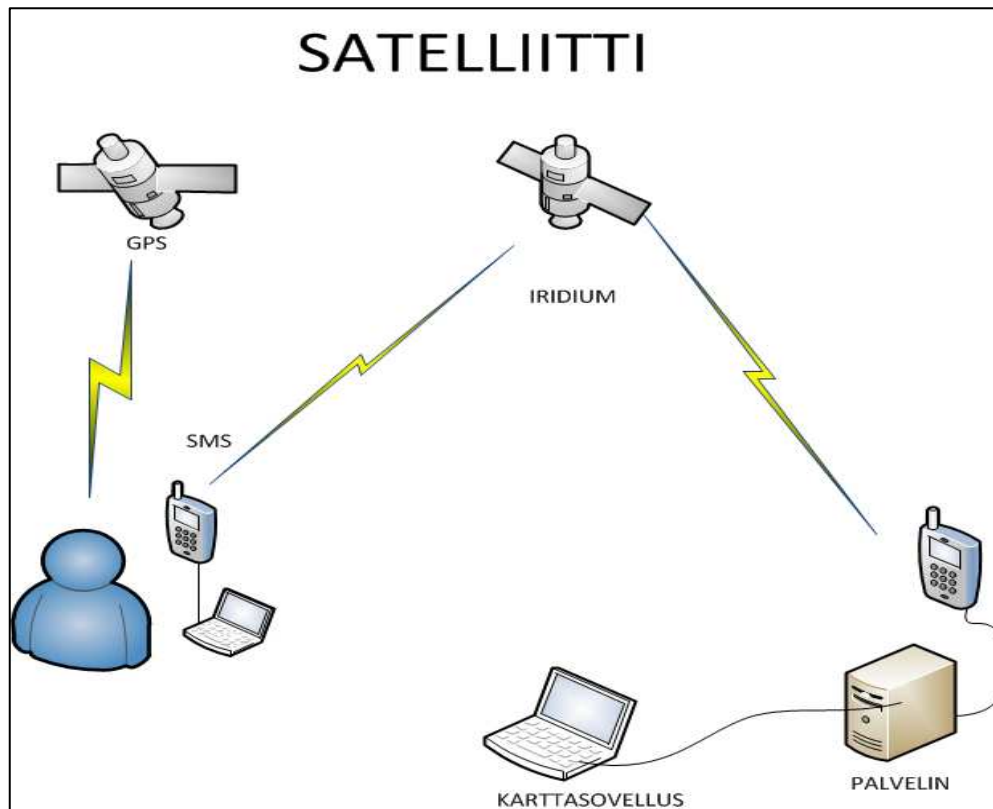 SATELLIITTI
GPS
IRIDIUM
SMS
PALVELIN
KARTTASOVELLUS